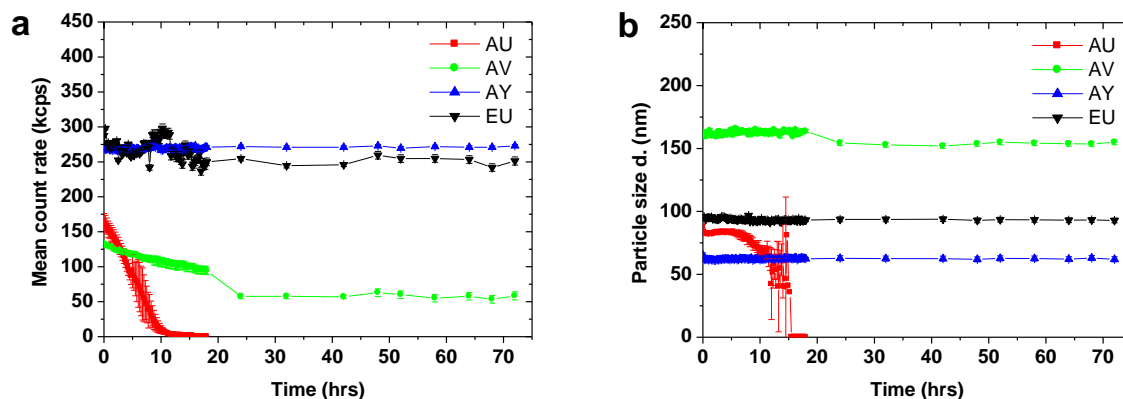 a
Mean count rate (kcps)
450
400
350
300
250
200
150
100
50
0
0 10 20 30 40 50 60 70
Time (hrs)
AU
AV
AY
EU
b
Particle size d. (nm)
250
200
150
100
50
0
0 10 20 30 40 50 60 70
Time (hrs)
AU
AV
AY
EU